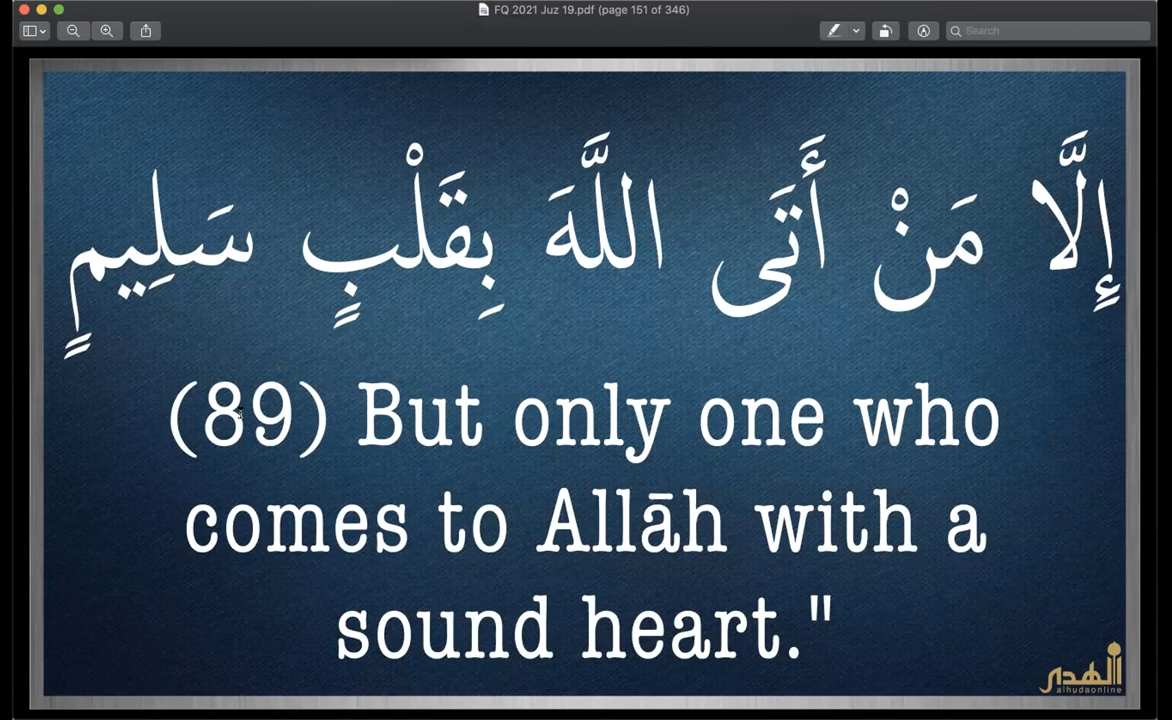 FQ 2021 Juz 19.pdf (page 151 of 346)
Search
إِلَّا مَنْ أَتَى اللَّهَ بِقَلْبٍ سَلِيمٍ
(89) But only one who
comes to Allāh with a
sound heart."
الهدى
alhudaonline